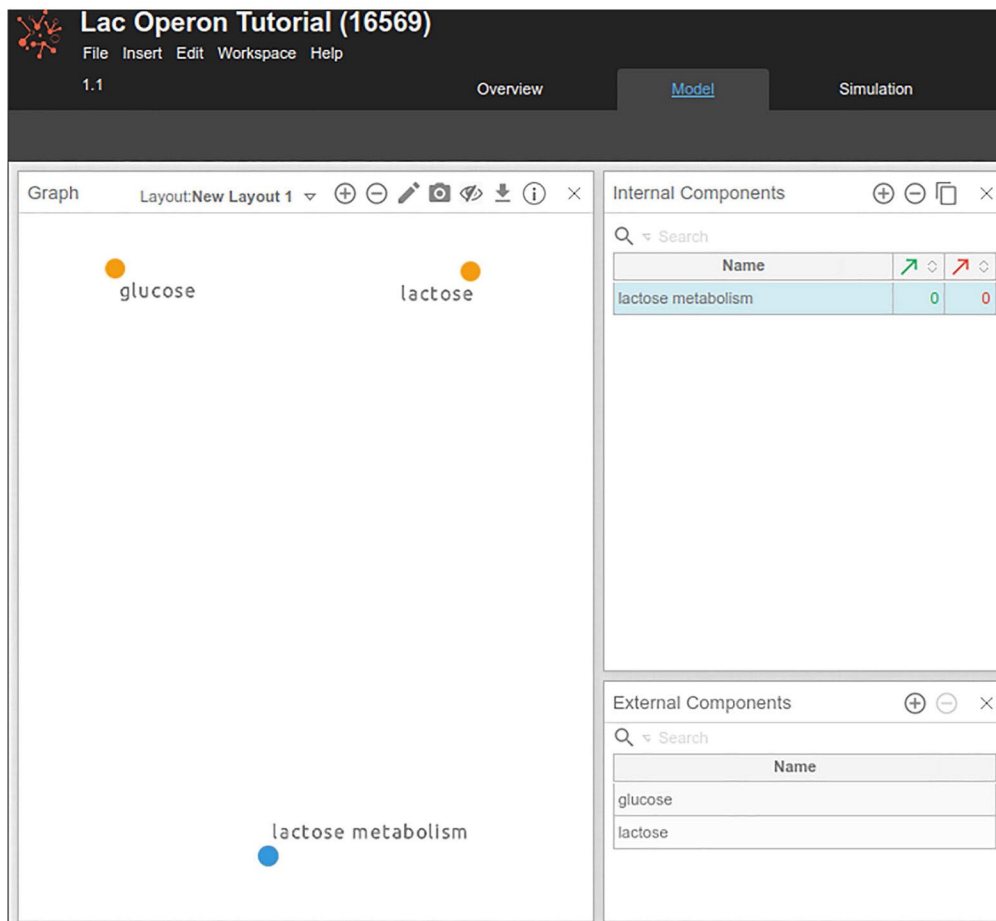 Lac Operon Tutorial (16569)
File Insert Edit Workspace Help
1.1
Overview Model Simulation
Graph Layout:New Layout 1
glucose
lactose
lactose metabolism
Internal Components
Search
Name
lactose metabolism 0 0
External Components
Search
Name
glucose
lactose